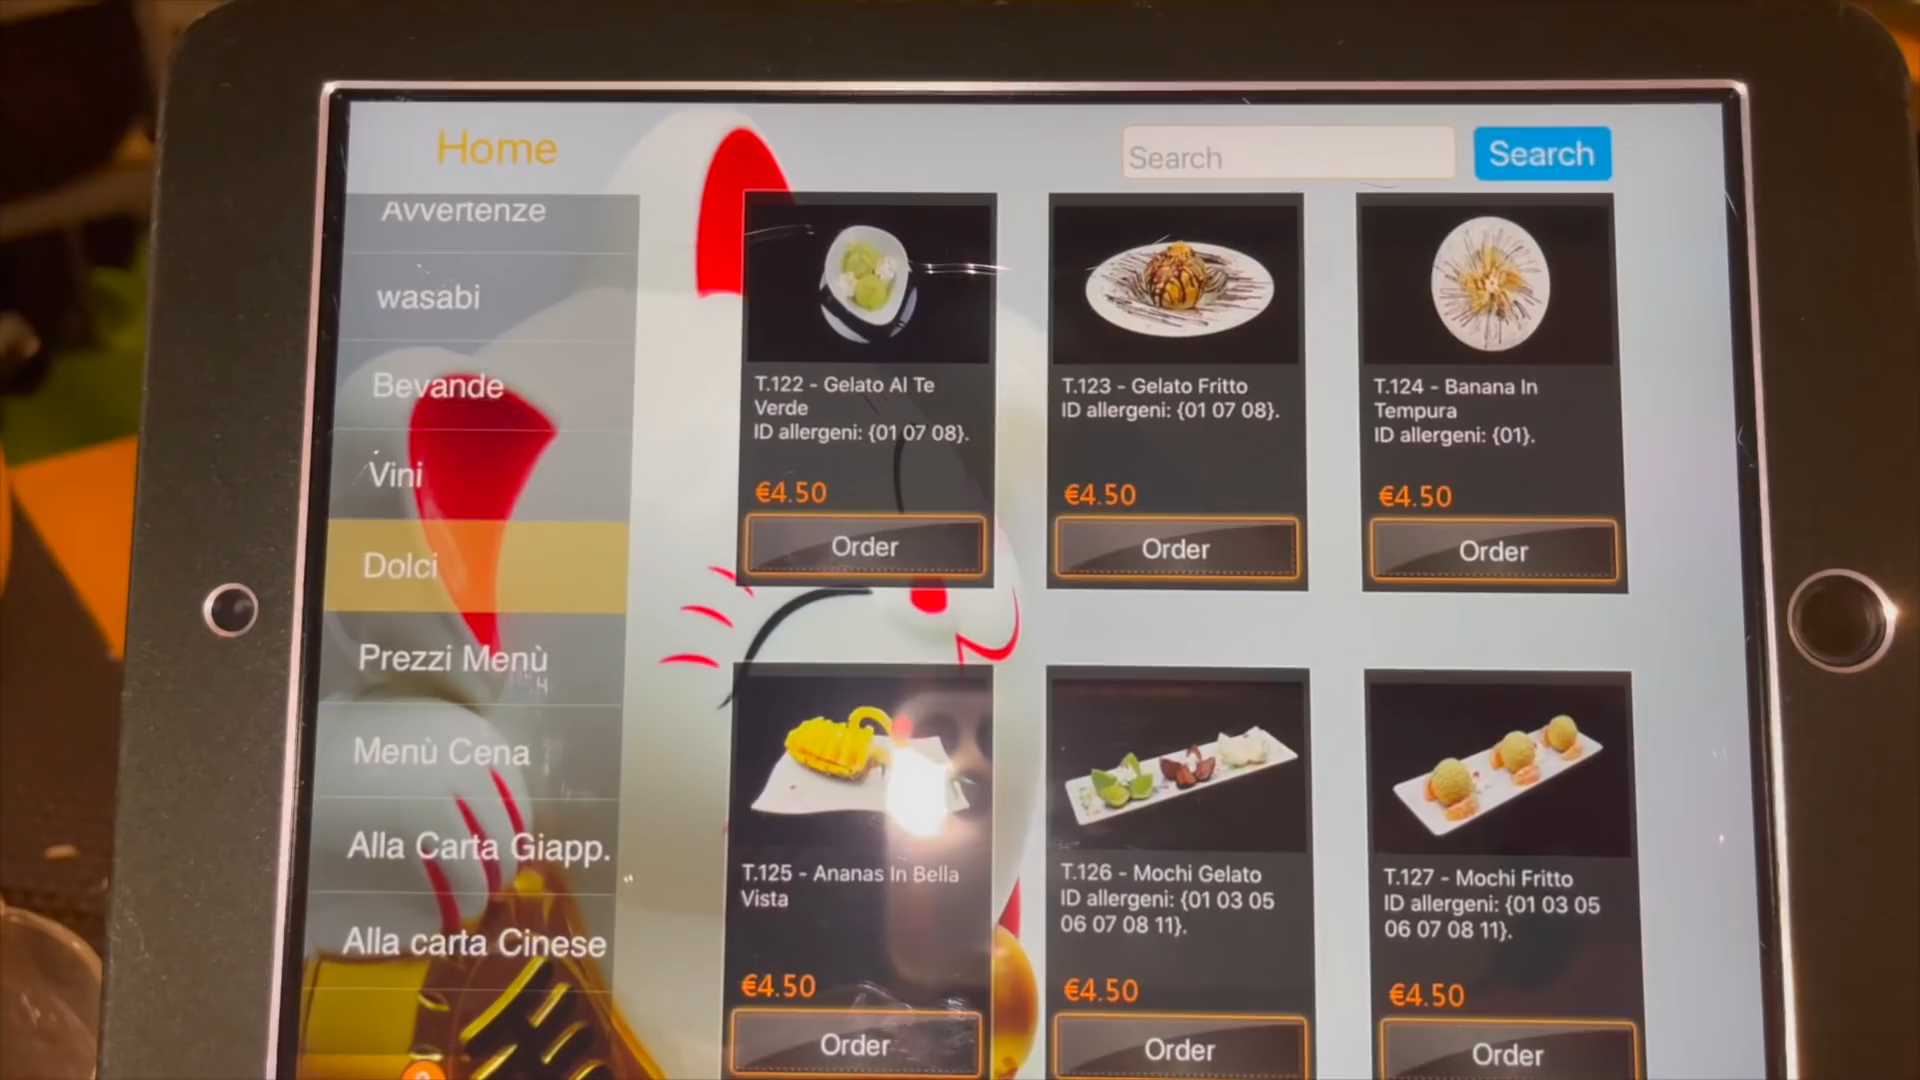 Home
Search
Search
Avvertenze
wasabi
Bevande
Vini
Dolci
Prezzi Menù
Menù Cena
Alla Carta Giapp.
Alla carta Cinese
T.122 - Gelato Al Te
Verde
ID allergeni: {01 07 08}.
€4.50
Order
T.123 - Gelato Fritto
ID allergeni: {01 07 08}.
€4.50
Order
T.124 - Banana In
Tempura
ID allergeni: {01}.
€4.50
Order
T.125 - Ananas In Bella
Vista
€4.50
Order
T.126 - Mochi Gelato
ID allergeni: {01 03 05
06 07 08 11}.
€4.50
Order
T.127 - Mochi Fritto
ID allergeni: {01 03 05
06 07 08 11}.
€4.50
Order